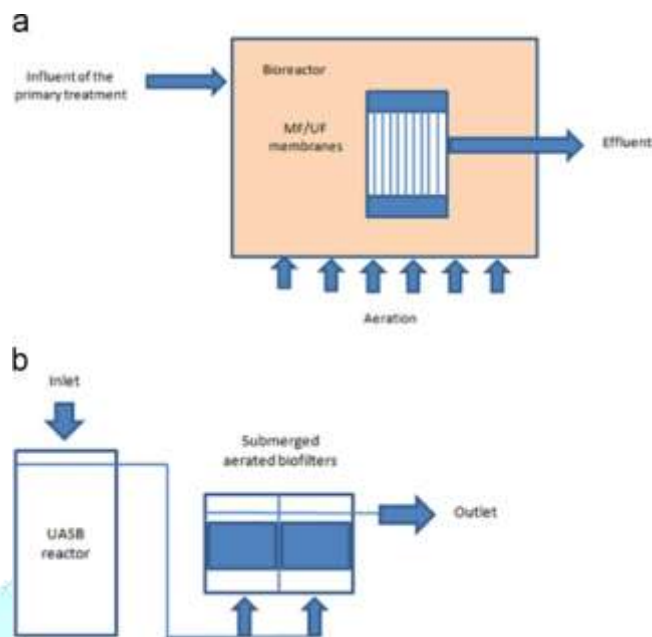 a
Influent of the
primary treatment
Bioreactor
MF/UF
membranes
Effluent
Aeration
b
Inlet
Submerged
aerated biofilters
UASB
reactor
Outlet